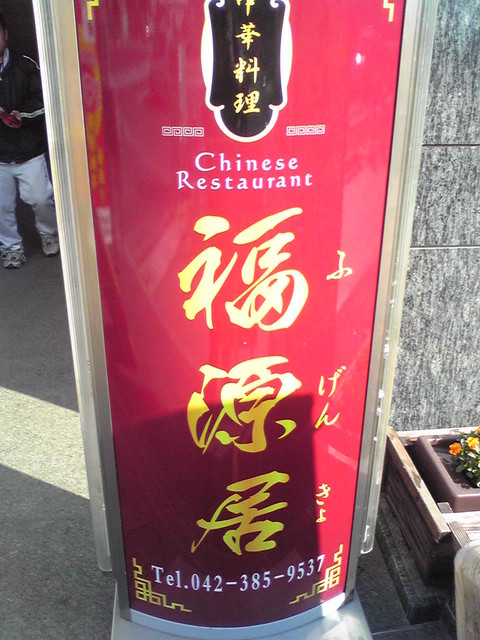 中華料理
Chinese
Restaurant
福源居
ふげんきょ
Tel.042-385-9537